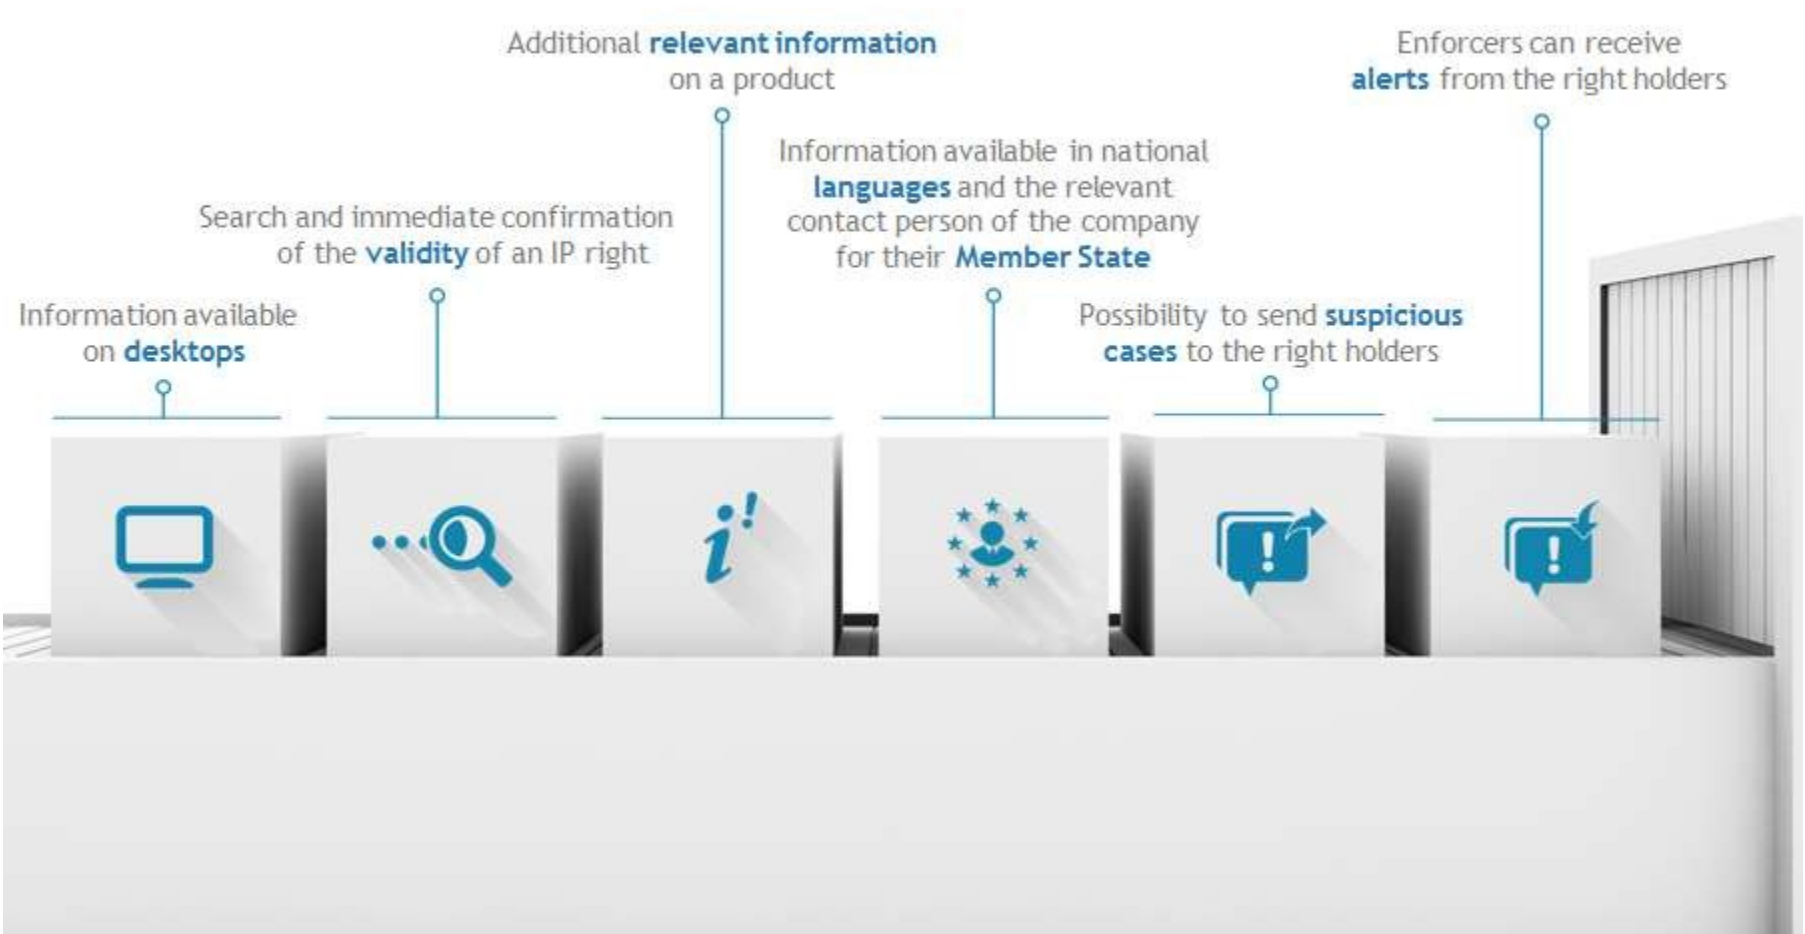 Information available
on desktops
Search and immediate confirmation
of the validity of an IP right
Additional relevant information
on a product
Information available in national
languages and the relevant
contact person of the company
for their Member State
Possibility to send suspicious
cases to the right holders
Enforcers can receive
alerts from the right holders